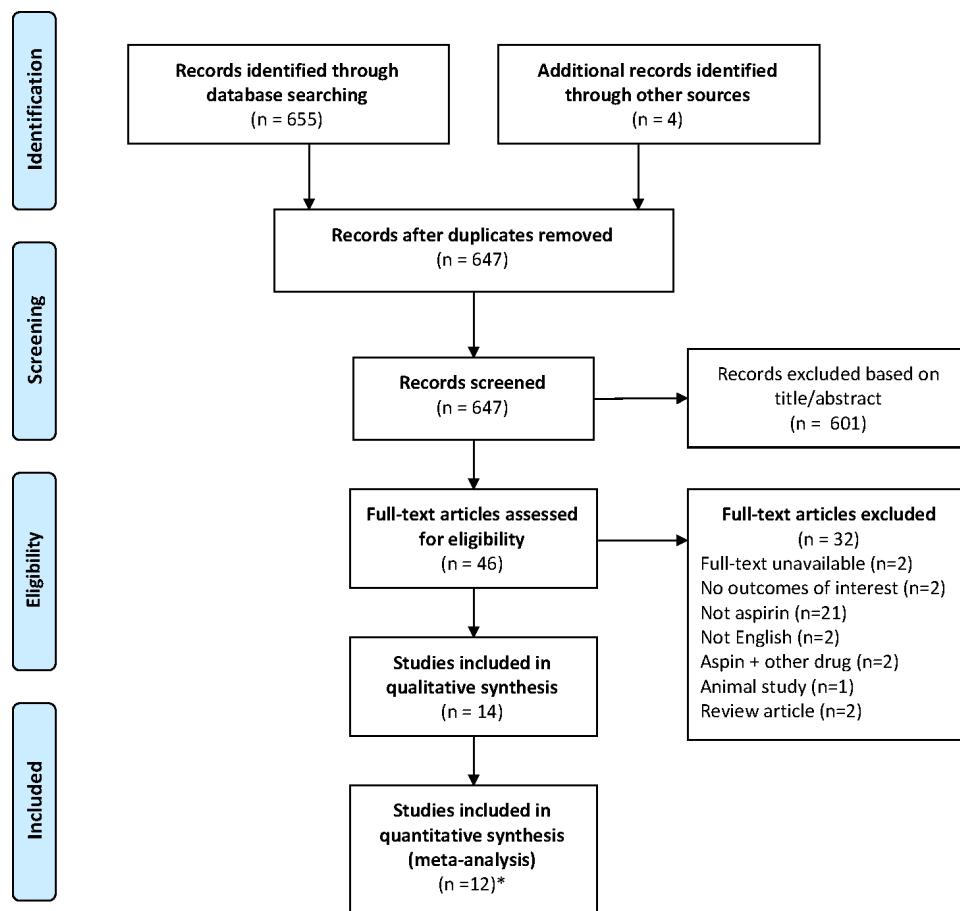 Identification
Records identified through
database searching
(n = 655)
Additional records identified
through other sources
(n = 4)
Records after duplicates removed
(n = 647)
Screening
Records screened
(n = 647)
Records excluded based on
title/abstract
(n =  601)
Eligibility
Full-text articles assessed
for eligibility
(n = 46)
Full-text articles excluded
(n = 32)
Full-text unavailable (n=2)
No outcomes of interest (n=2)
Not aspirin (n=21)
Not English (n=2)
Aspin + other drug (n=2)
Animal study (n=1)
Review article (n=2)
Studies included in
qualitative synthesis
(n = 14)
Included
Studies included in
quantitative synthesis
(meta-analysis)
(n =12)*